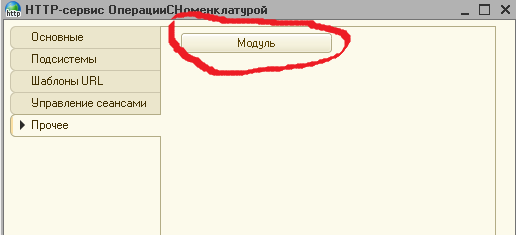 http
HTTP-сервис ОперацииСНоменклатурой
Основные
Подсистемы
Шаблоны URL
Управление сеансами
Прочее
Модуль